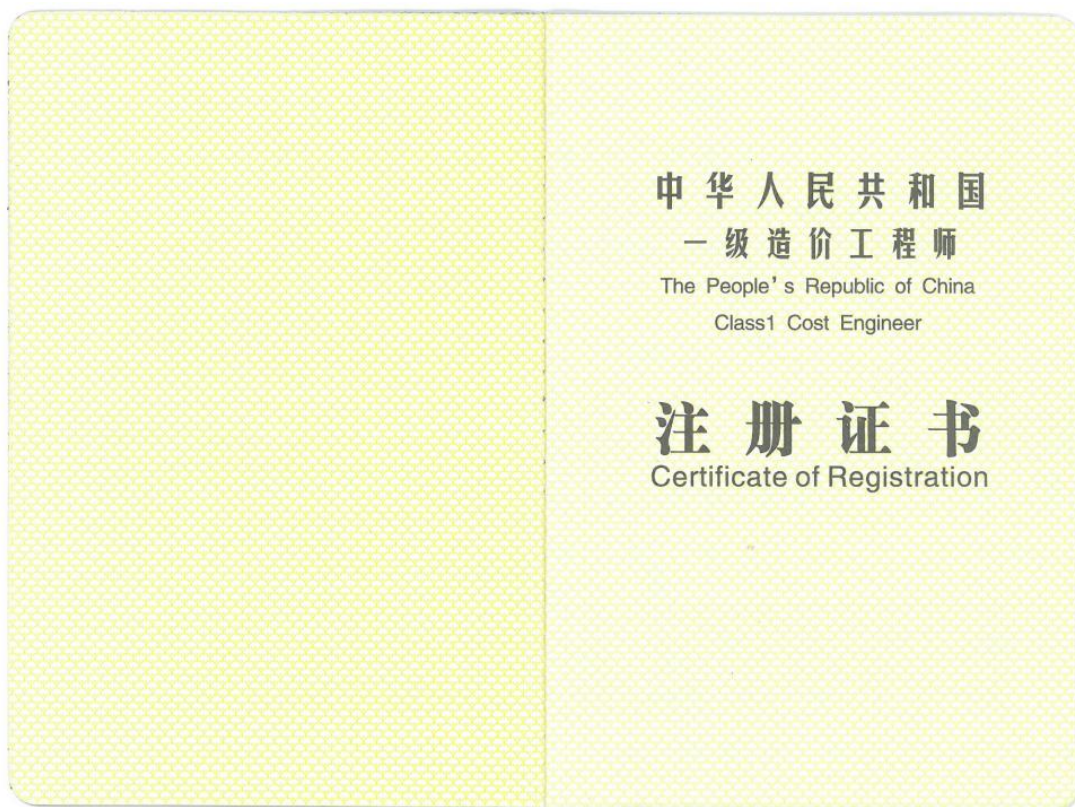 中华人民共和国
一级造价工程师
The People's Republic of China
Class1 Cost Engineer
注册证书
Certificate of Registration